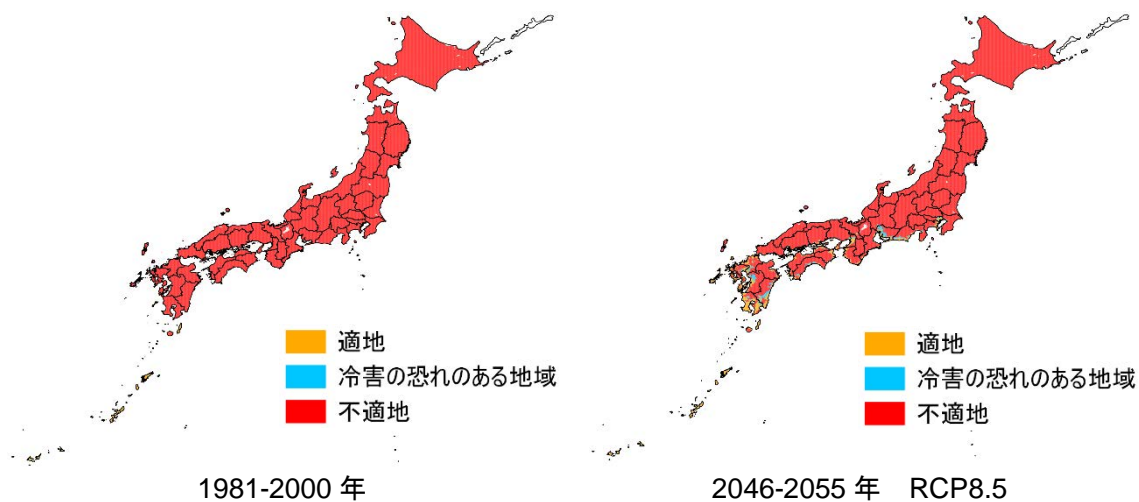 適地
冷害の恐れのある地域
不適地
1981-2000 年
適地
冷害の恐れのある地域
不適地
2046-2055 年 RCP8.5